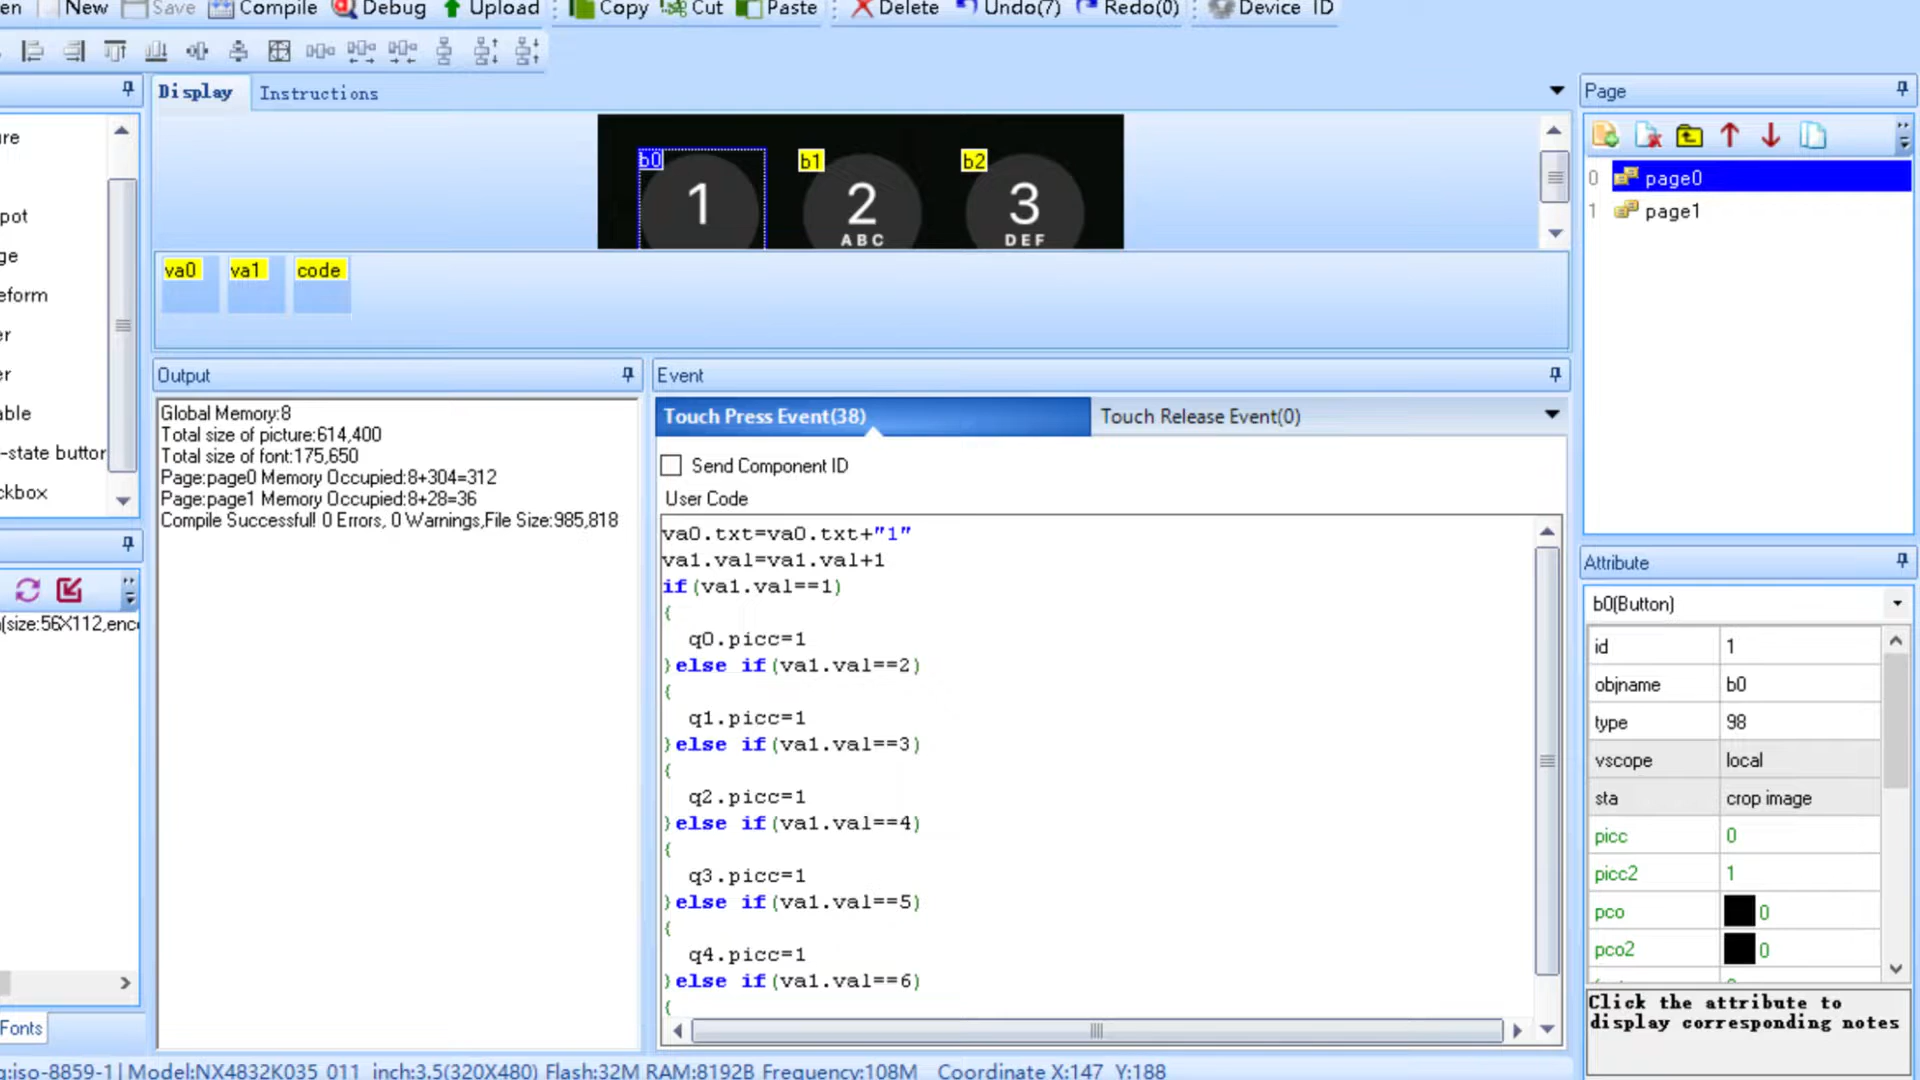 en New Save Compile Debug Upload Copy Cut Paste Delete Undo(7) Redo(0) Device ID
Display Instructions
Page
ure
pot
ge
eform
er
er
able
-state buttor
ckbox
b0 b1 b2
1 2 3
ABC DEF
va0 va1 code
0 page0
1 page1
Output
Global Memory:8
Total size of picture:614,400
Total size of font:175,650
Page:page0 Memory Occupied:8+304=312
Page:page1 Memory Occupied:8+28=36
Compile Successful! 0 Errors, 0 Warnings,File Size:985,818
Event
Touch Press Event(38) Touch Release Event(0)
Send Component ID
User Code
va0.txt=va0.txt+"1"
va1.val=va1.val+1
if(va1.val==1)
{
q0.picc=1
}else if(va1.val==2)
{
q1.picc=1
}else if(va1.val==3)
{
q2.picc=1
}else if(va1.val==4)
{
q3.picc=1
}else if(va1.val==5)
{
q4.picc=1
}else if(va1.val==6)
{
Attribute
b0(Button)
id 1
objname b0
type 98
vscope local
sta crop image
picc 0
picc2 1
pco 0
pco2 0
Click the attribute to
display corresponding notes
(size:56X112,enc
Fonts
g:iso-8859-1| Model:NX4832K035_011 inch:3.5(320X480) Flash:32M RAM:8192B Frequency:108M Coordinate X:147 Y:188